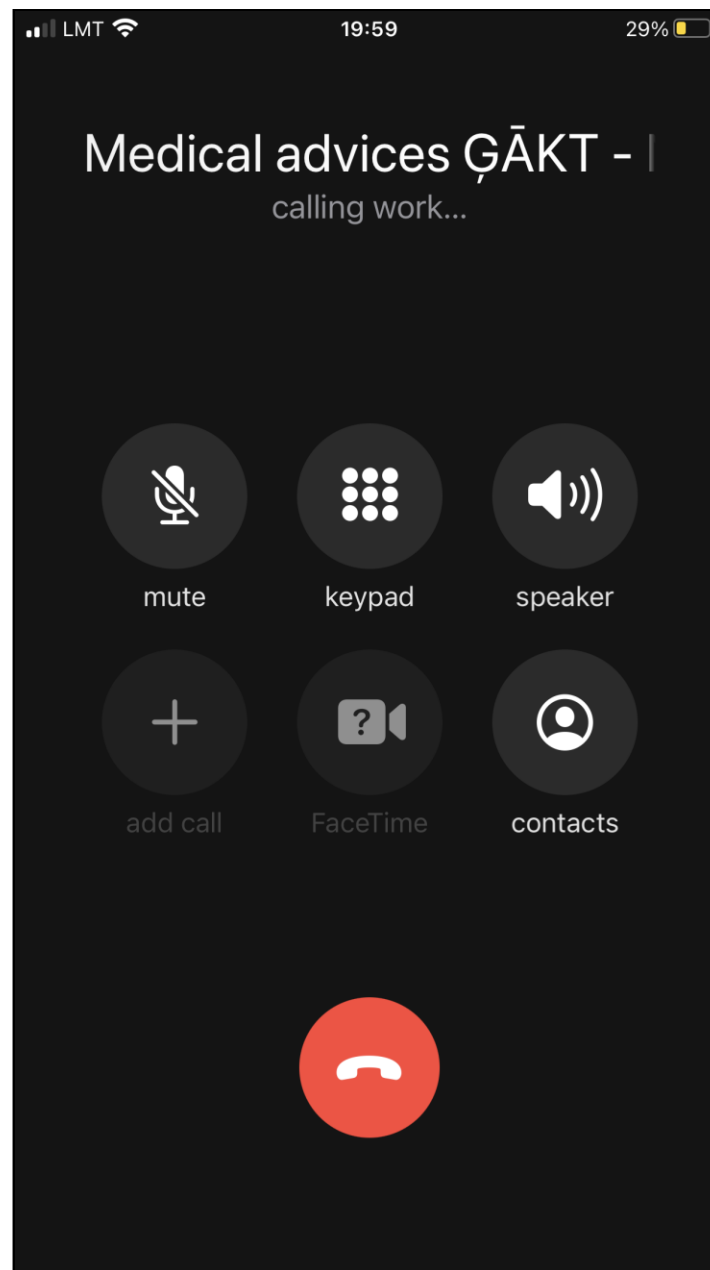 LMT 19:59 29%
Medical advices ĢĀKT -
calling work...
mute keypad speaker
?
add call FaceTime contacts